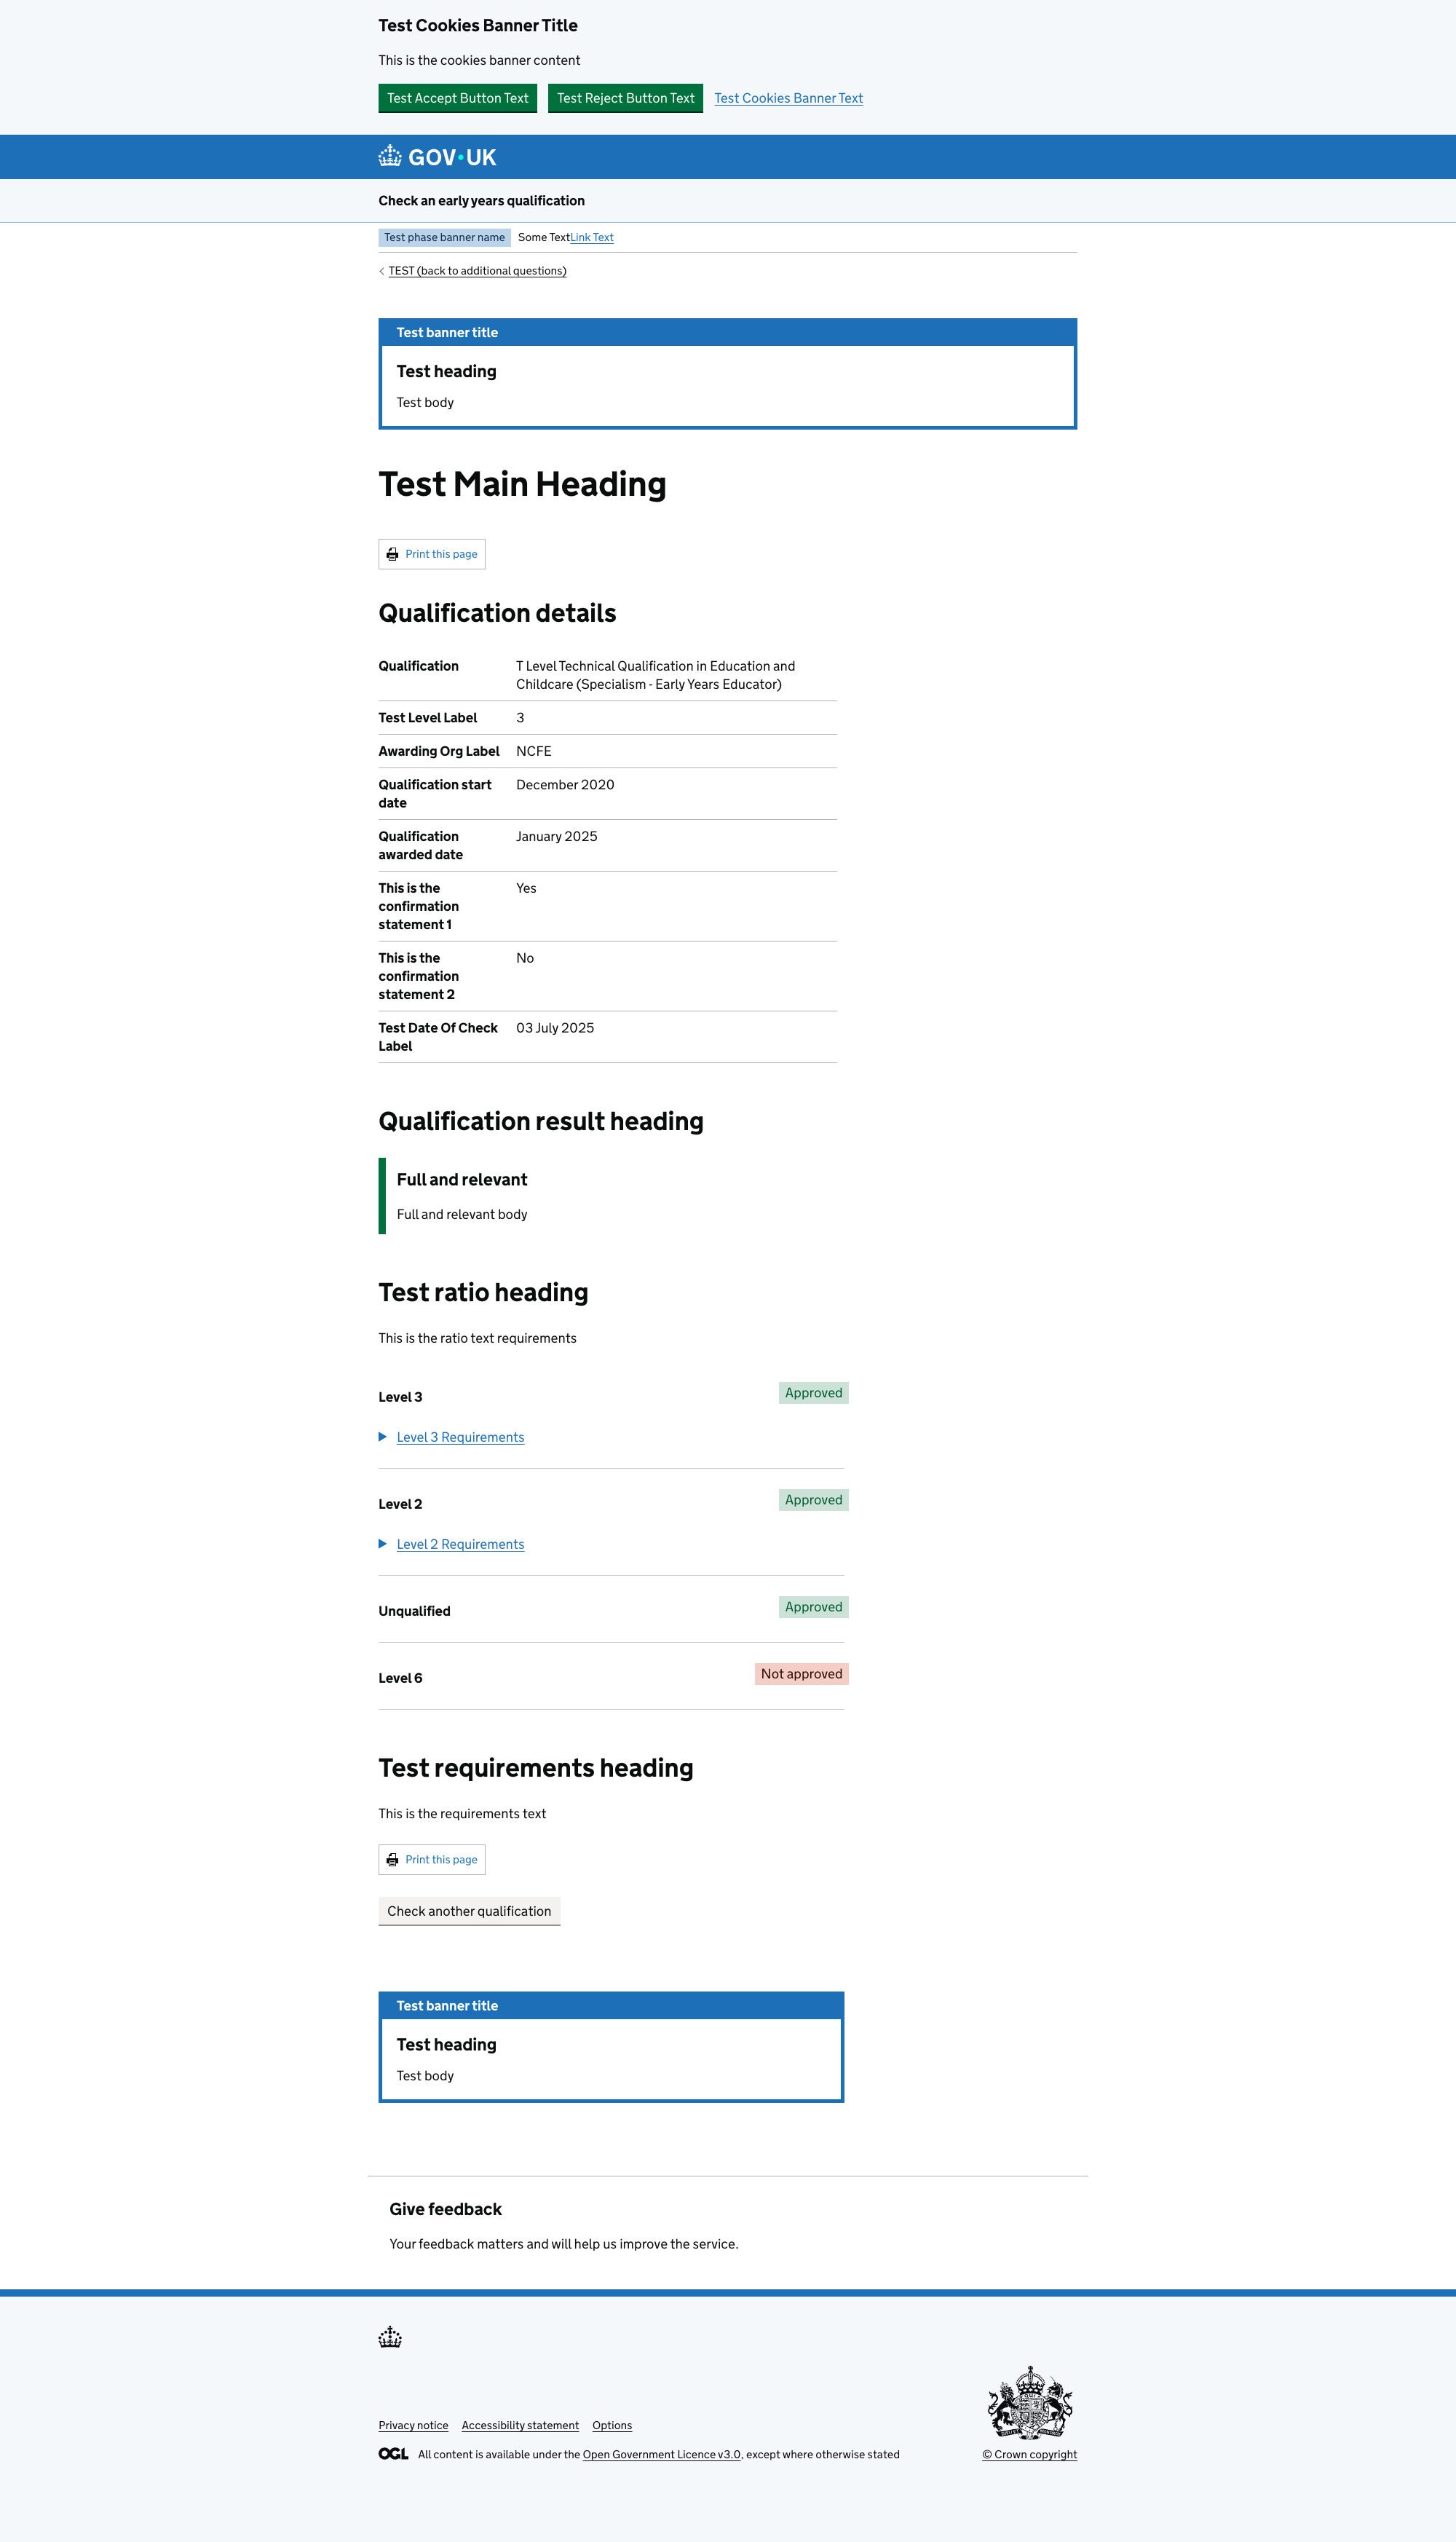 Test Cookies Banner Title
This is the cookies banner content
Test Accept Button Text
Test Reject Button Text
Test Cookies Banner Text
GOV·UK
Check an early years qualification
Test phase banner name
Some TextLink Text
TEST (back to additional questions)
Test banner title
Test heading
Test body
Test Main Heading
Print this page
Qualification details
Qualification
T Level Technical Qualification in Education and
Childcare (Specialism - Early Years Educator)
Test Level Label
3
Awarding Org Label
NCFE
Qualification start
date
December 2020
Qualification
awarded date
January 2025
This is the
confirmation
statement 1
Yes
This is the
confirmation
statement 2
No
Test Date Of Check
Label
03 July 2025
Qualification result heading
Full and relevant
Full and relevant body
Test ratio heading
This is the ratio text requirements
Level 3
Approved
Level 3 Requirements
Level 2
Approved
Level 2 Requirements
Unqualified
Approved
Level 6
Not approved
Test requirements heading
This is the requirements text
Print this page
Check another qualification
Test banner title
Test heading
Test body
Give feedback
Your feedback matters and will help us improve the service.
Privacy notice
Accessibility statement
Options
OGL
All content is available under the Open Government Licence v3.0, except where otherwise stated
© Crown copyright